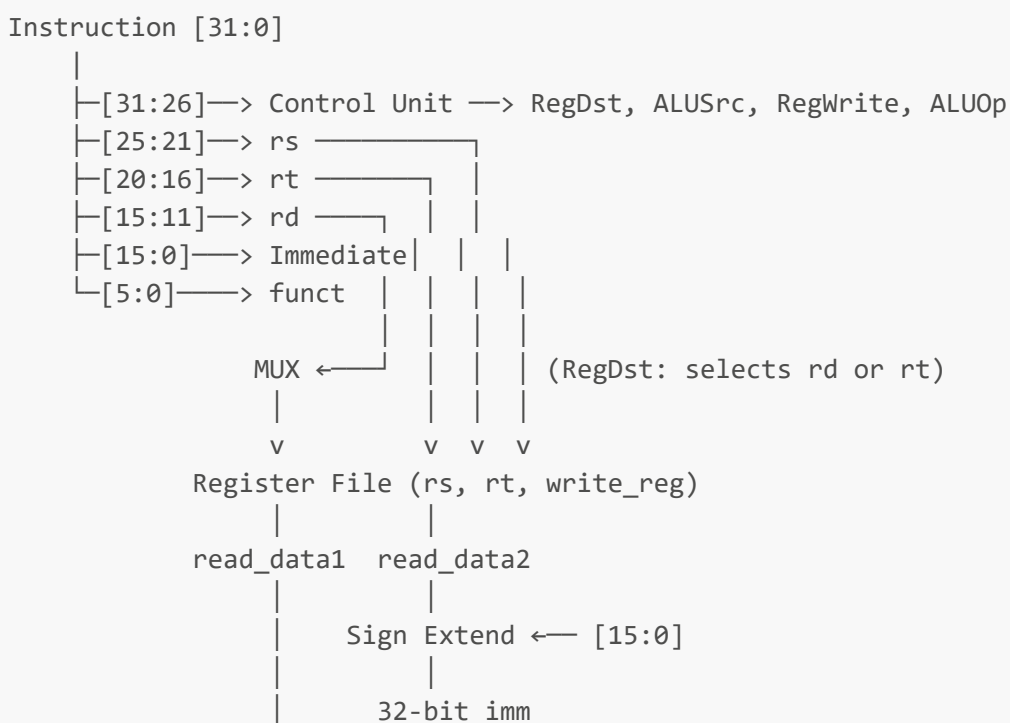 Instruction [31:0]
    │
    ├─[31:26]──> Control Unit ──> RegDst, ALUSrc, RegWrite, ALUOp
    ├─[25:21]──> rs ───────────┐
    ├─[20:16]──> rt ────────┐  │
    ├─[15:11]──> rd ─────┐  │  │
    ├─[15:0]───> Immediate│  │  │
    └─[5:0]────> funct  │  │  │  │
                        │  │  │  │
                MUX ←───┘  │  │  │ (RegDst: selects rd or rt)
                 │         │  │  │
                 v         v  v  v
            Register File (rs, rt, write_reg)
                 │         │
            read_data1  read_data2
                 │         │
                 │    Sign Extend ←── [15:0]
                 │         │
                 │      32-bit imm